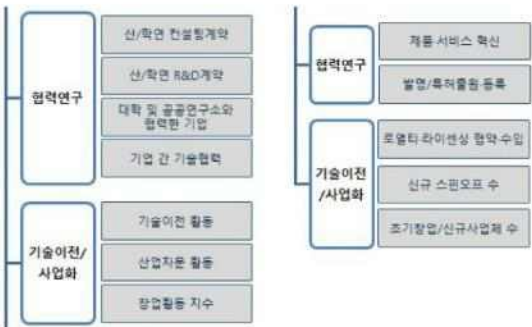 협력연구
산/학연 컨설팅계약
산/학연 R&D계약
대학 및 공공연구소와
협력한 기업
기업 간 기술협력
기술이전/
사업화
기술이전 활동
산업자문 활동
창업활동 지수
협력연구
제품 서비스 혁신
발명/특허출원 등록
기술이전
/사업화
로열티·라이센싱 협약·수입
신규 스핀오프 수
초기창업/신규사업체 수